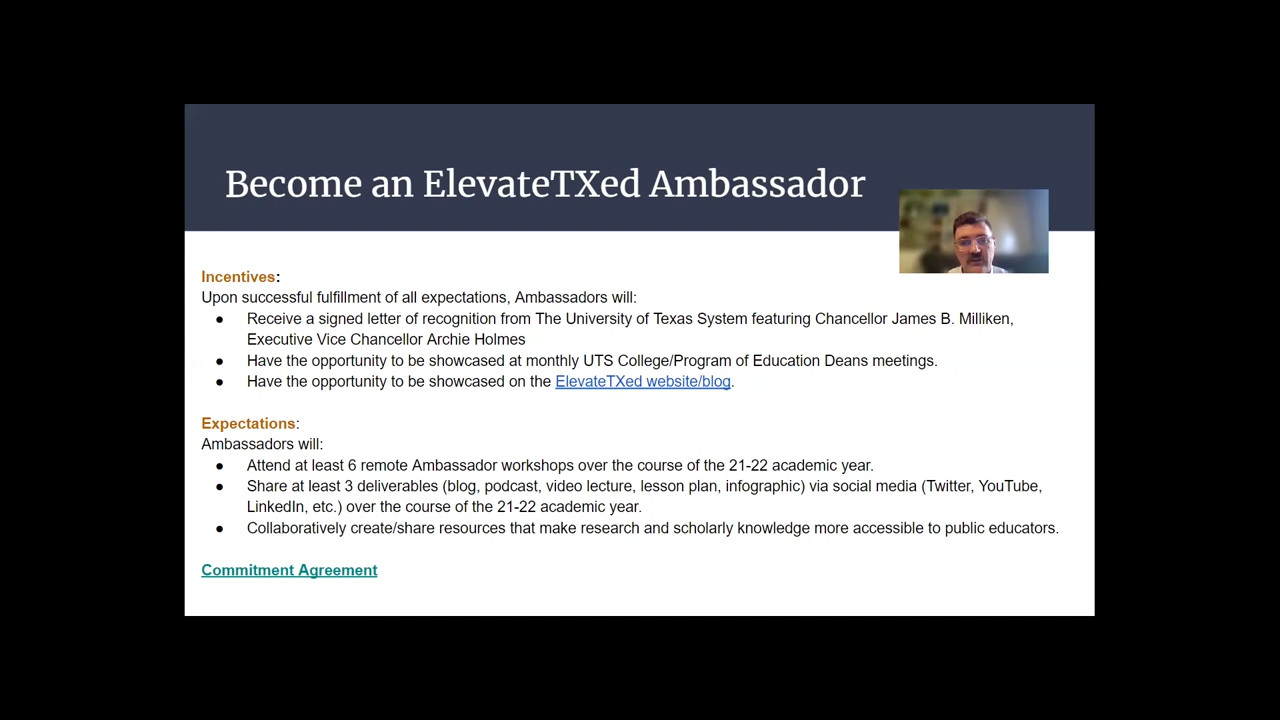 Become an ElevateTXed Ambassador
Incentives:
Upon successful fulfillment of all expectations, Ambassadors will:
● Receive a signed letter of recognition from The University of Texas System featuring Chancellor James B. Milliken,
Executive Vice Chancellor Archie Holmes
● Have the opportunity to be showcased at monthly UTS College/Program of Education Deans meetings.
● Have the opportunity to be showcased on the ElevateTXed website/blog.
Expectations:
Ambassadors will:
● Attend at least 6 remote Ambassador workshops over the course of the 21-22 academic year.
● Share at least 3 deliverables (blog, podcast, video lecture, lesson plan, infographic) via social media (Twitter, YouTube,
LinkedIn, etc.) over the course of the 21-22 academic year.
● Collaboratively create/share resources that make research and scholarly knowledge more accessible to public educators.
Commitment Agreement